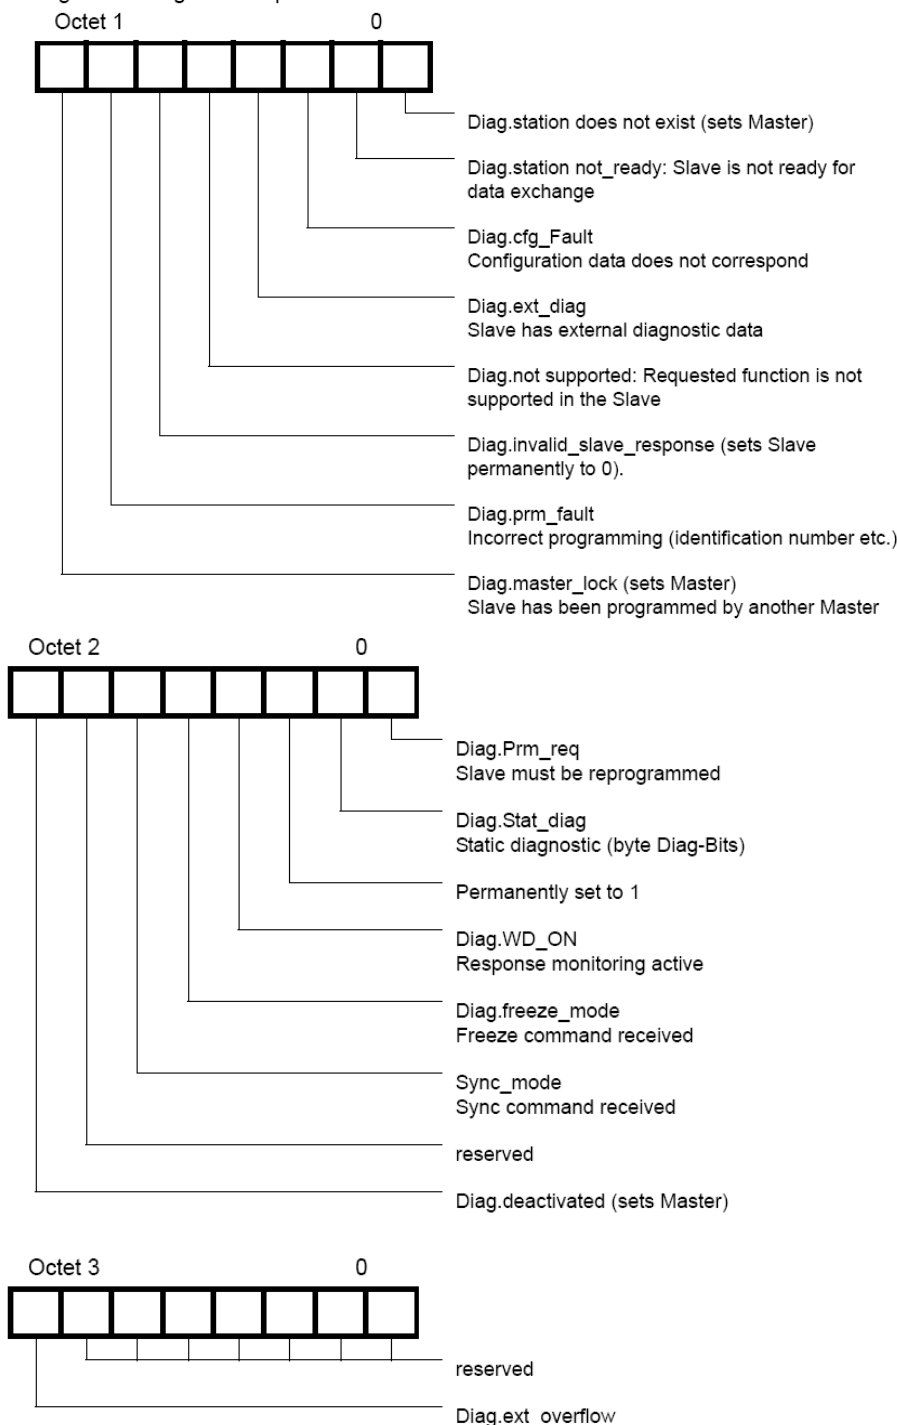 Octet 1 0
Diag.station does not exist (sets Master)
Diag.station not_ready: Slave is not ready for
data exchange
Diag.cfg_Fault
Configuration data does not correspond
Diag.ext_diag
Slave has external diagnostic data
Diag.not supported: Requested function is not
supported in the Slave
Diag.invalid_slave_response (sets Slave
permanently to 0).
Diag.prm_fault
Incorrect programming (identification number etc.)
Diag.master_lock (sets Master)
Slave has been programmed by another Master
Octet 2 0
Diag.Prm_req
Slave must be reprogrammed
Diag.Stat_diag
Static diagnostic (byte Diag-Bits)
Permanently set to 1
Diag.WD_ON
Response monitoring active
Diag.freeze_mode
Freeze command received
Sync_mode
Sync command received
reserved
Diag.deactivated (sets Master)
Octet 3 0
reserved
Diag.ext_overflow